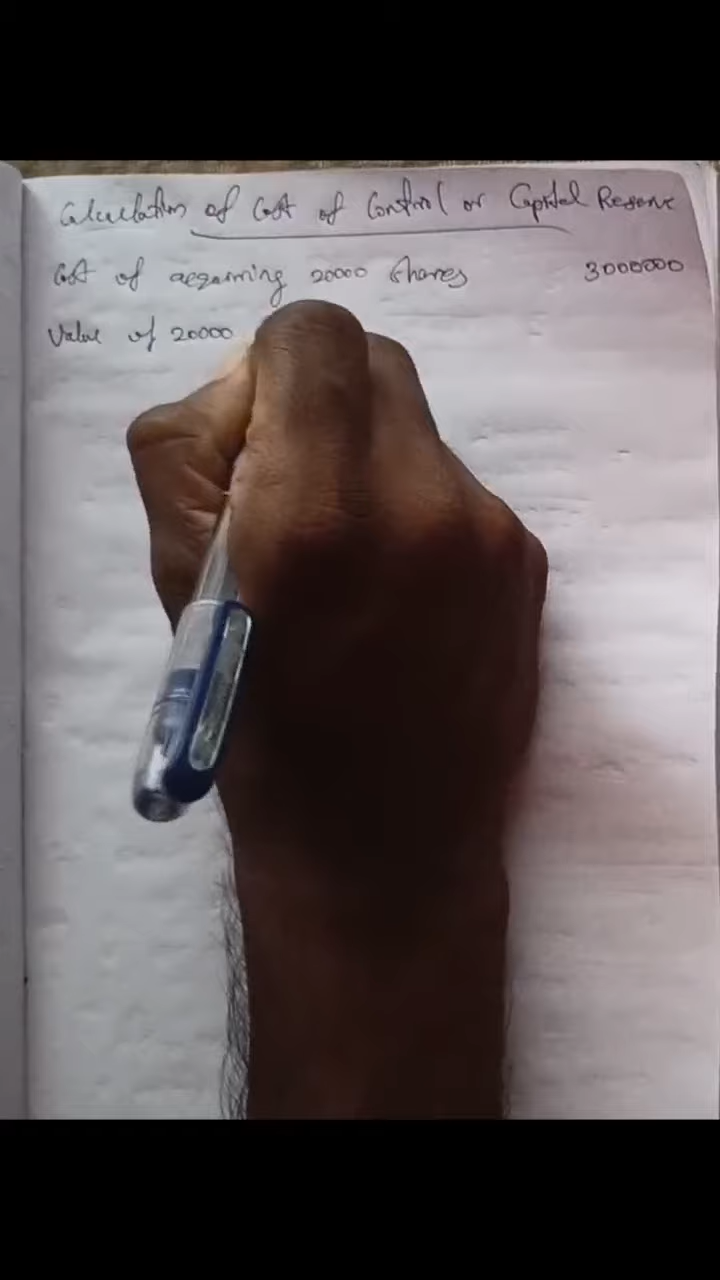 Calculation of Cost of Control or Capital Reserve
Cost of acquiring 20000 shares 3000000
Value of 20000